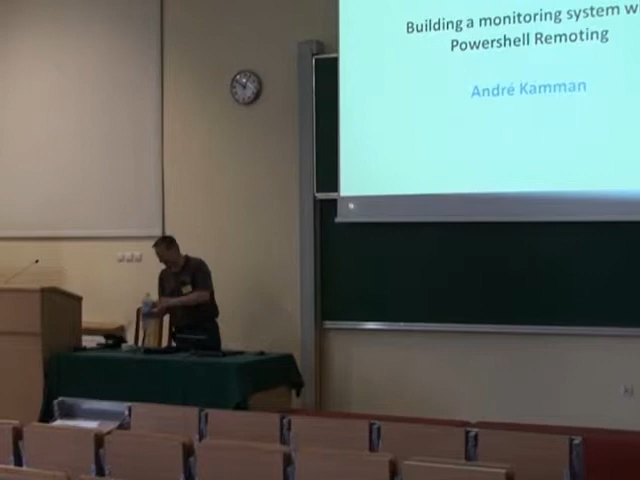 Building a monitoring system
Powershell Remoting
André Kamman